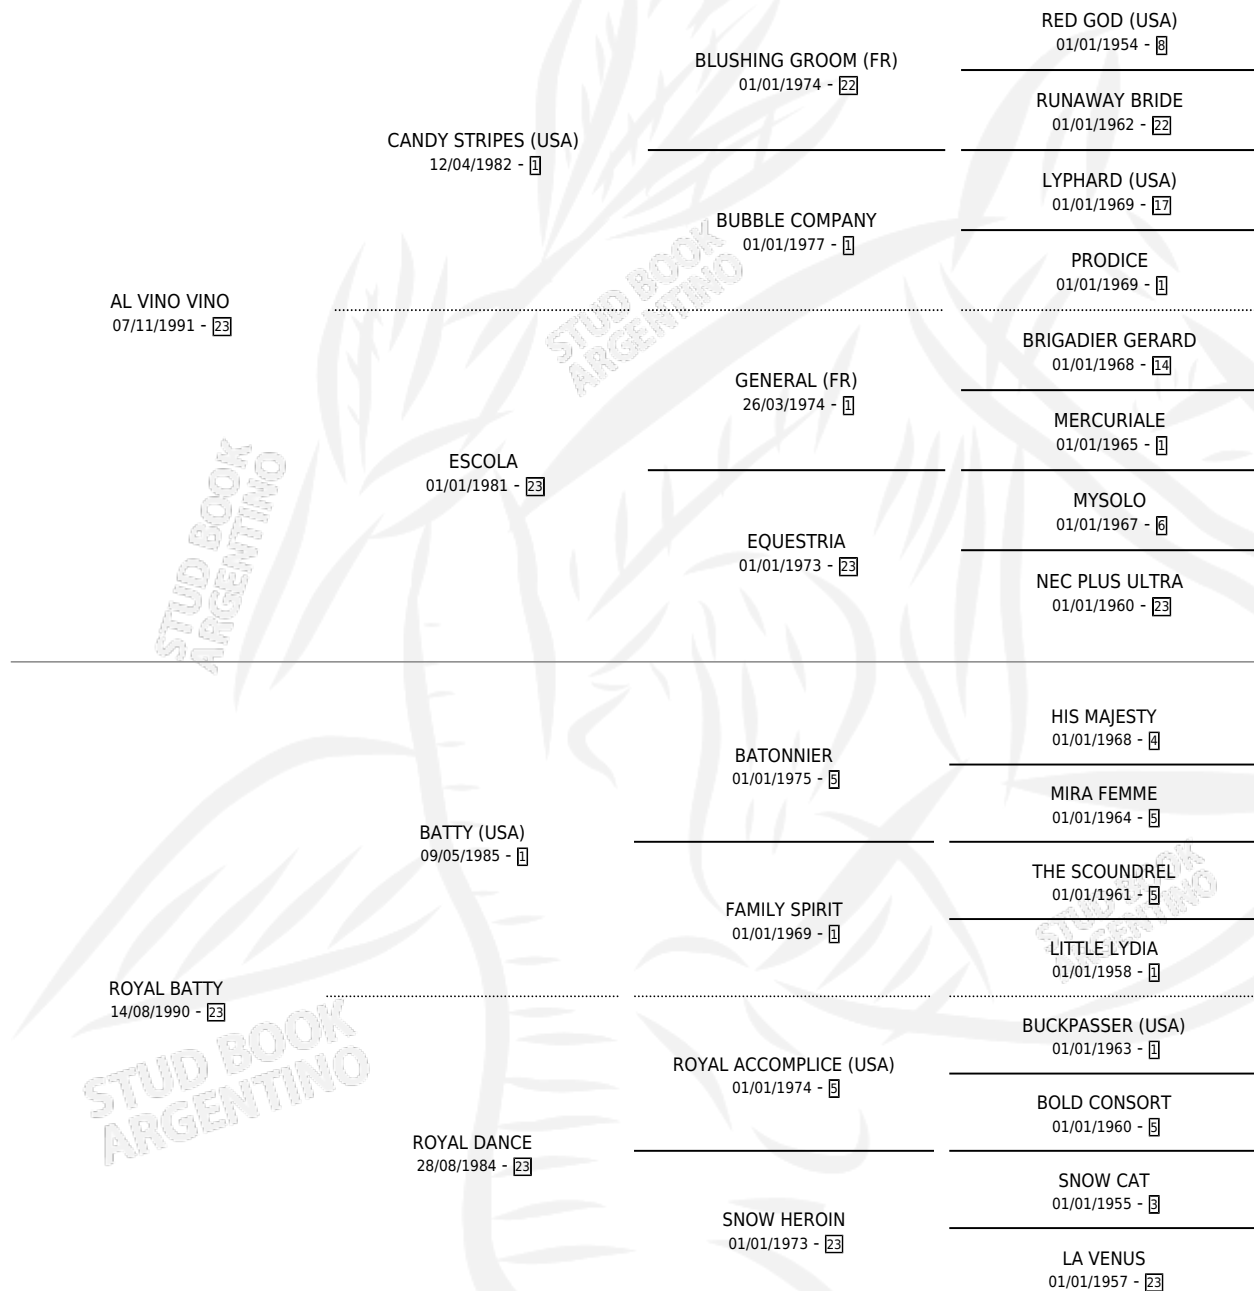 RED GOD (USA)
01/01/1954 - 8
BLUSHING GROOM (FR)
01/01/1974 - 22
RUNAWAY BRIDE
01/01/1962 - 22
CANDY STRIPES (USA)
12/04/1982 - 1
LYPHARD (USA)
01/01/1969 - 17
BUBBLE COMPANY
01/01/1977 - 1
PRODICE
01/01/1969 - 1
AL VINO VINO
07/11/1991 - 23
BRIGADIER GERARD
01/01/1968 - 14
GENERAL (FR)
26/03/1974 - 1
MERCURIALE
01/01/1965 - 1
ESCOLA
01/01/1981 - 23
MYSOLO
01/01/1967 - 6
EQUESTRIA
01/01/1973 - 23
NEC PLUS ULTRA
01/01/1960 - 23
HIS MAJESTY
01/01/1968 - 4
BATONNIER
01/01/1975 - 5
MIRA FEMME
01/01/1964 - 5
BATTY (USA)
09/05/1985 - 1
THE SCOUNDREL
01/01/1961 - 5
FAMILY SPIRIT
01/01/1969 - 1
LITTLE LYDIA
01/01/1958 - 1
ROYAL BATTY
14/08/1990 - 23
BUCKPASSER (USA)
01/01/1963 - 1
ROYAL ACCOMPLICE (USA)
01/01/1974 - 5
BOLD CONSORT
01/01/1960 - 5
ROYAL DANCE
28/08/1984 - 23
SNOW CAT
01/01/1955 - 3
SNOW HEROIN
01/01/1973 - 23
LA VENUS
01/01/1957 - 23
STUD BOOK
ARGENTINO
STUD BOOK
ARGENTINO
STUD BOOK
ARGENTINO
STUD BOOK
ARGENTINO